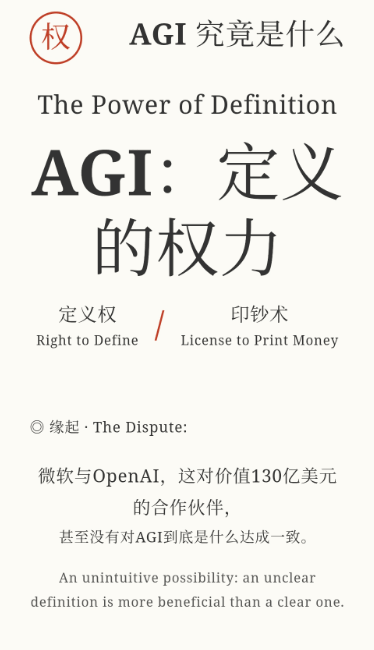 权
AGI 究竟是什么
The Power of Definition
AGI：定义
的权力
定义权 / 印钞术
Right to Define License to Print Money
◎ 缘起 · The Dispute:
微软与OpenAI，这对价值130亿美元
的合作伙伴，
甚至没有对AGI到底是什么达成一致。
An unintuitive possibility: an unclear
definition is more beneficial than a clear one.